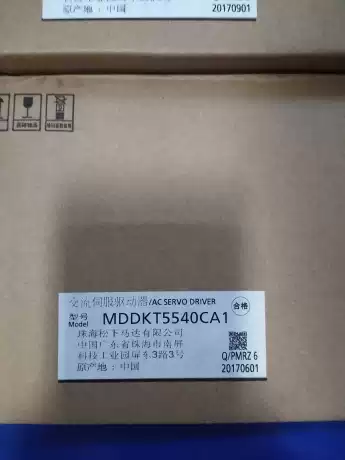 原产地：中国
20170901
交流伺服驱动器/AC SERVO DRIVER
型号
Model
MDDKT5540CA1
合格
珠海松下马达有限公司
中国广东省珠海市南屏
科技工业园屏东3路3号
原产地：中国
Q/PMRZ 6
20170601